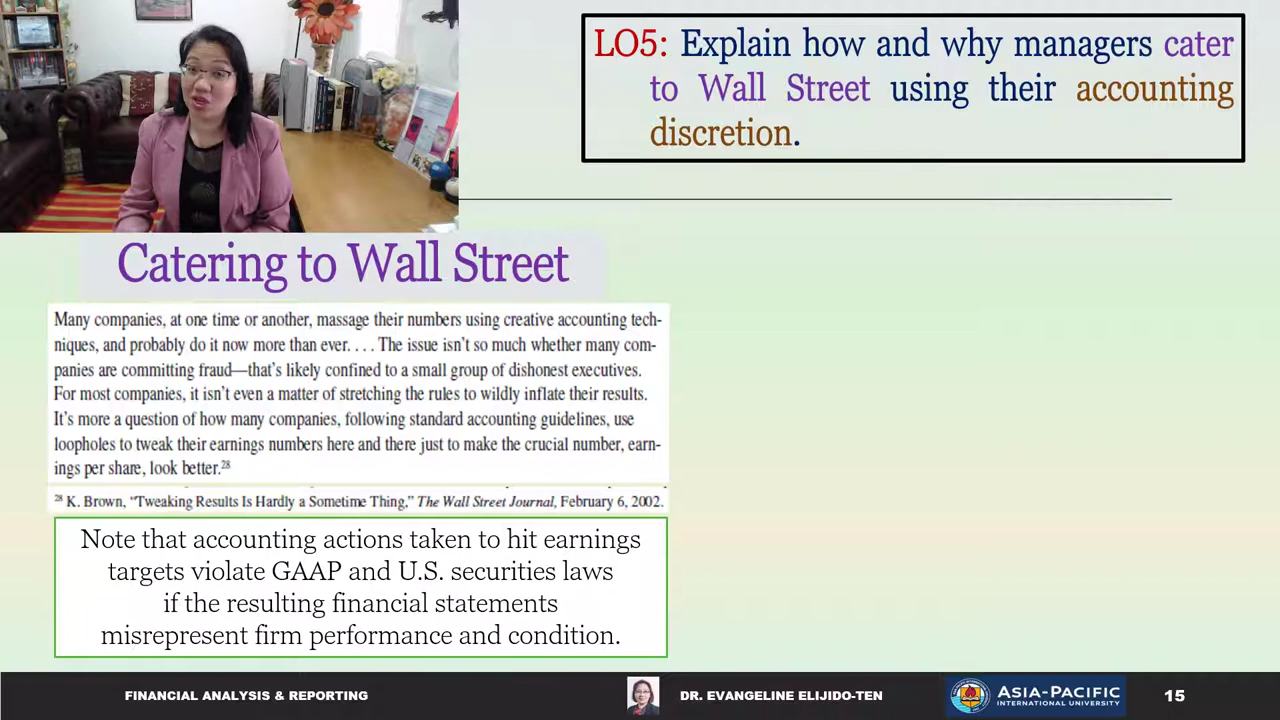 LO5: Explain how and why managers cater
to Wall Street using their accounting
discretion.
Catering to Wall Street
Many companies, at one time or another, massage their numbers using creative accounting tech-
niques, and probably do it now more than ever. . . . The issue isn't so much whether many com-
panies are committing fraud—that's likely confined to a small group of dishonest executives.
For most companies, it isn't even a matter of stretching the rules to wildly inflate their results.
It's more a question of how many companies, following standard accounting guidelines, use
loopholes to tweak their earnings numbers here and there just to make the crucial number, earn-
ings per share, look better.28
28 K. Brown, "Tweaking Results Is Hardly a Sometime Thing," The Wall Street Journal, February 6, 2002.
Note that accounting actions taken to hit earnings
targets violate GAAP and U.S. securities laws
if the resulting financial statements
misrepresent firm performance and condition.
FINANCIAL ANALYSIS & REPORTING
DR. EVANGELINE ELIJIDO-TEN
ASIA-PACIFIC
INTERNATIONAL UNIVERSITY
15